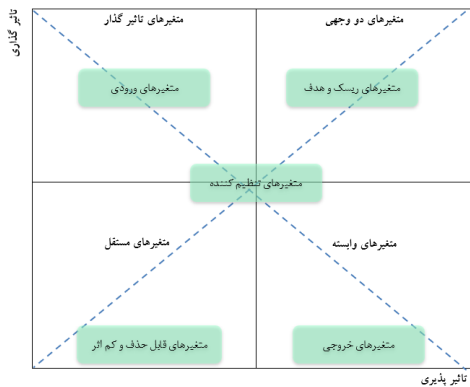 تاثیر گذاری
متغیرهای دو وجهی
متغیرهای تاثیر گذار
متغیرهای ریسک و هدف
متغیرهای ورودی
متغیرهای تنظیم کننده
متغیرهای وابسته
متغیرهای مستقل
متغیرهای خروجی
متغیرهای قابل حذف و کم اثر
تاثیر پذیری